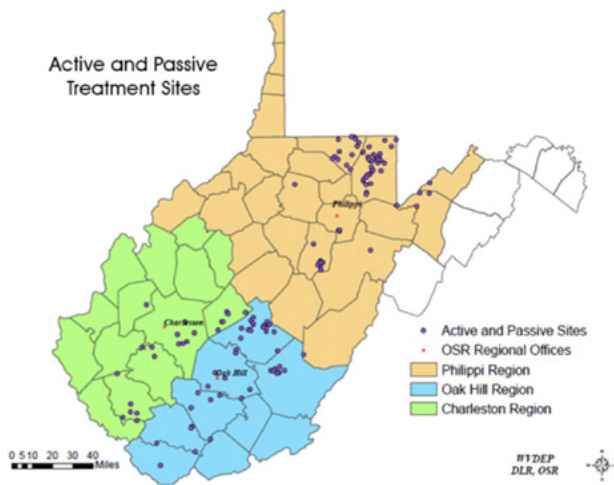 Active and Passive
Treatment Sites
Philippi
Charleston
Oak Hill
Active and Passive Sites
OSR Regional Offices
Philippi Region
Oak Hill Region
Charleston Region
0 5 10 20 30 40
Miles
WVDEP
DLR, OSR